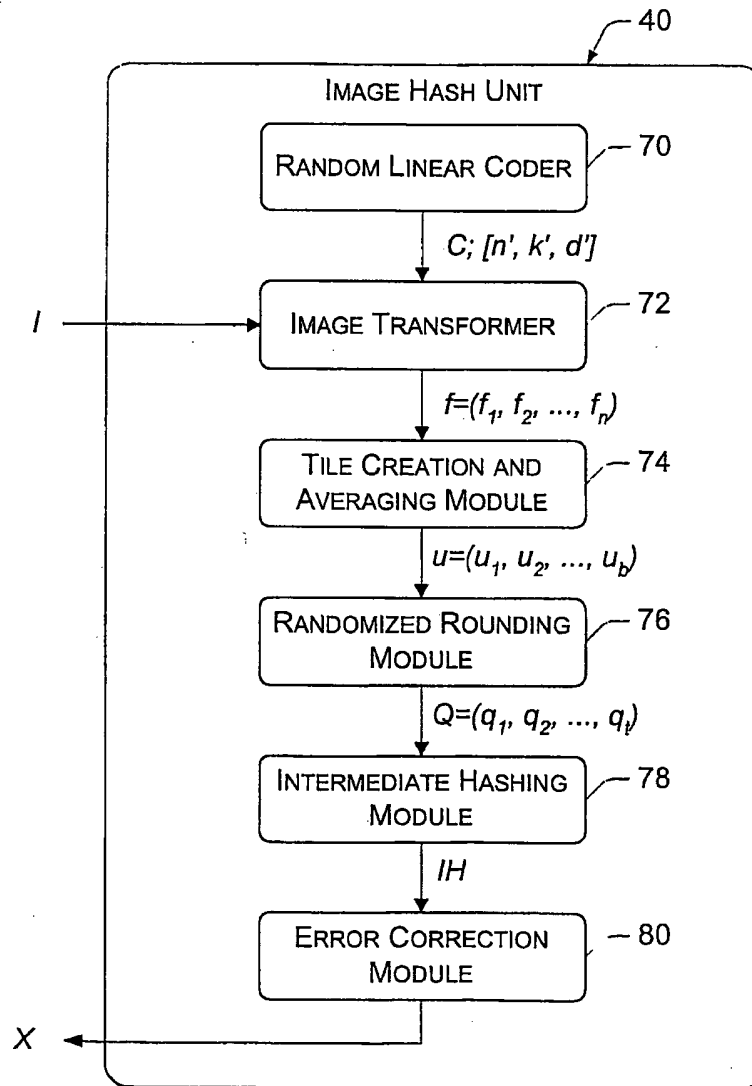 40
IMAGE HASH UNIT
RANDOM LINEAR CODER
70
C; [n', k', d']
I
IMAGE TRANSFORMER
72
f=(f₁, f₂, ..., fₙ)
TILE CREATION AND
AVERAGING MODULE
74
u=(u₁, u₂, ..., u_b)
RANDOMIZED ROUNDING
MODULE
76
Q=(q₁, q₂, ..., qₜ)
INTERMEDIATE HASHING
MODULE
78
IH
ERROR CORRECTION
MODULE
80
X